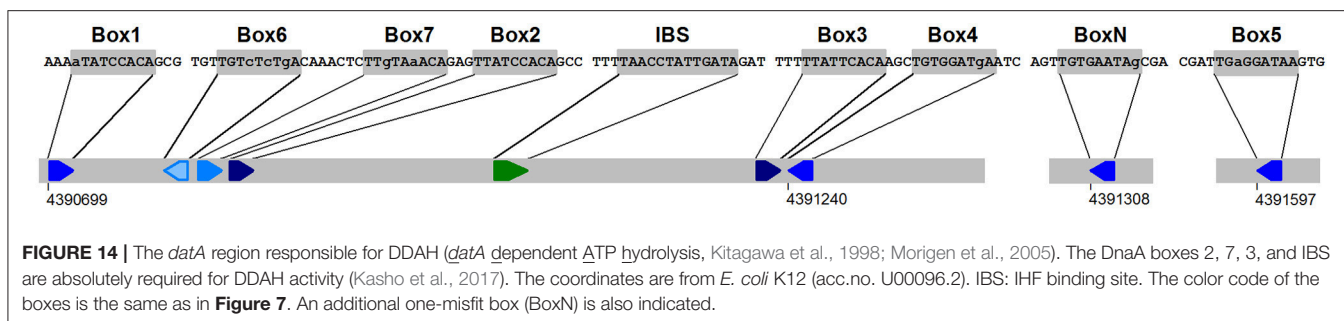 Box1 Box6 Box7 Box2 IBS Box3 Box4 BoxN Box5
AAAaTATCCACAGCG TGTTGTcTcTgACAAACTCTTgTAaACAGAGTTATCCACAGCC TTTTAACCTATTGATAGAT TTTTTATTCACAAGCTGTGGATgAATC AGTTGTGAATAgCGA CGATTGaGGATAAGTG
4390699 4391240 4391308 4391597
FIGURE 14 | The datA region responsible for DDAH (datA dependent ATP hydrolysis, Kitagawa et al., 1998; Morigen et al., 2005). The DnaA boxes 2, 7, 3, and IBS
are absolutely required for DDAH activity (Kasho et al., 2017). The coordinates are from E. coli K12 (acc.no. U00096.2). IBS: IHF binding site. The color code of the
boxes is the same as in Figure 7. An additional one-misfit box (BoxN) is also indicated.